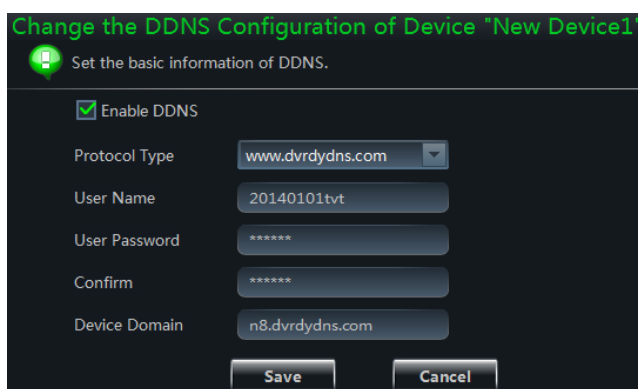 Change the DDNS Configuration of Device "New Device1"
Set the basic information of DDNS.
Enable DDNS
Protocol Type www.dvrdydns.com
User Name 20140101tvt
User Password ******
Confirm ******
Device Domain n8.dvrdydns.com
Save Cancel